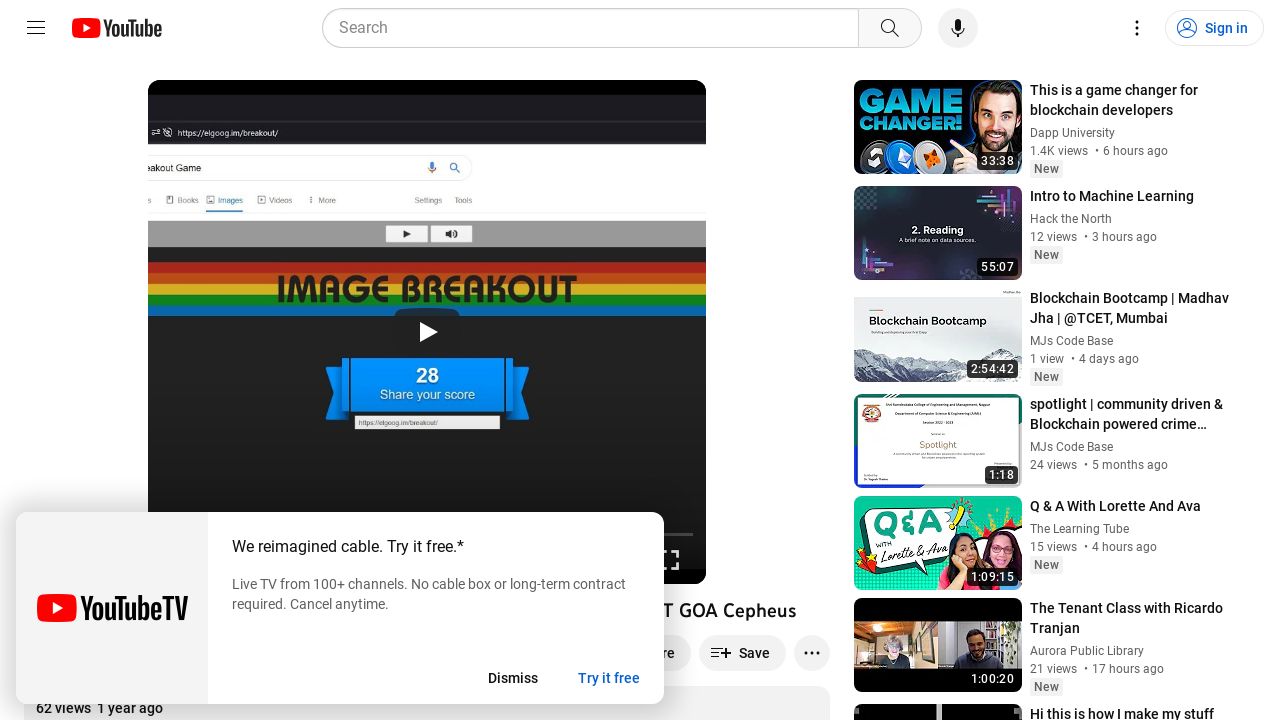 YouTube
Search
Sign in
https://elgoog.im/breakout/
eakout Game
Books
Images
Videos
More
Settings
Tools
IMAGE BREAKOUT
28
Share your score
https://elgoog.im/breakout/
We reimagined cable. Try it free.*
Live TV from 100+ channels. No cable box or long-term contract
required. Cancel anytime.
YouTubeTV
Dismiss
Try it free
T GOA Cepheus
re
Save
62 views 1 year ago
GAME
CHANGER!
33:38
This is a game changer for
blockchain developers
Dapp University
1.4K views • 6 hours ago
New
2. Reading
A brief note on data sources.
55:07
Intro to Machine Learning
Hack the North
12 views • 3 hours ago
New
Blockchain Bootcamp
2:54:42
Blockchain Bootcamp | Madhav
Jha | @TCET, Mumbai
MJs Code Base
1 view • 4 days ago
New
Spotlight
1:18
spotlight | community driven &
Blockchain powered crime…
MJs Code Base
24 views • 5 months ago
Q&A
WITH
Lorette & Ava
1:09:15
Q & A With Lorette And Ava
The Learning Tube
15 views • 4 hours ago
New
1:00:20
The Tenant Class with Ricardo
Tranjan
Aurora Public Library
21 views • 17 hours ago
New
Hi this is how I make my stuff